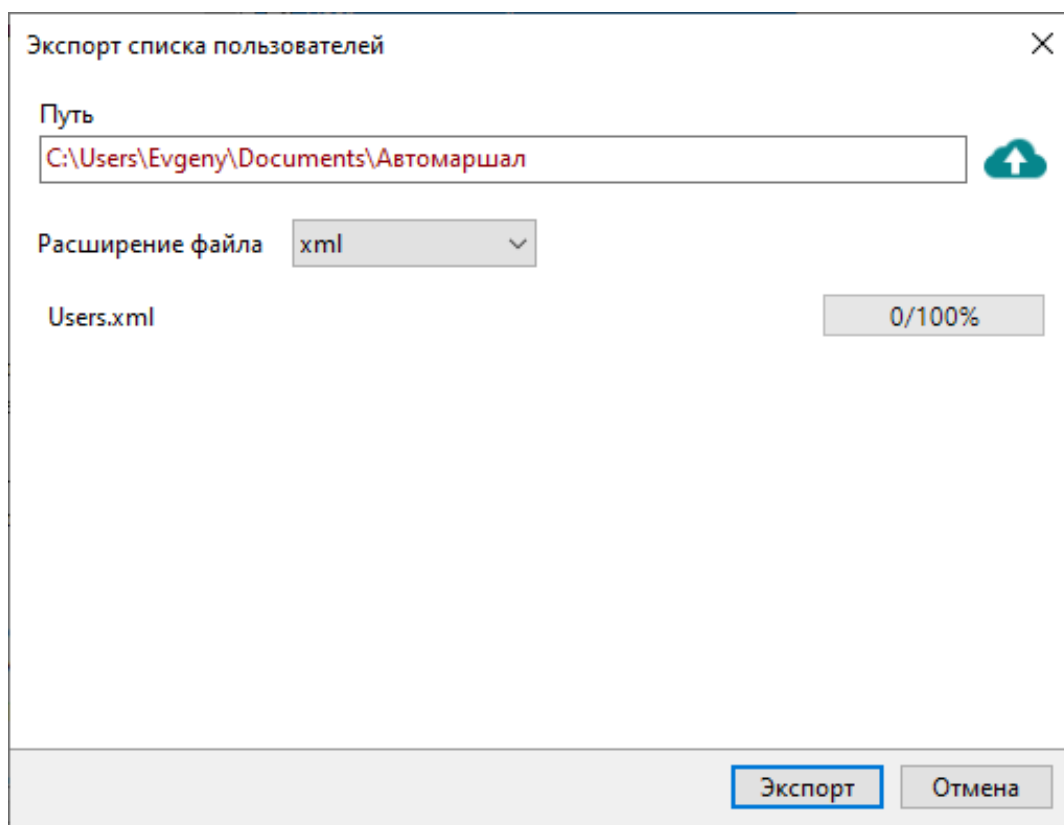 Экспорт списка пользователей
Путь
C:\Users\Evgeny\Documents\Автомаршал
Расширение файла xml
Users.xml 0/100%
Экспорт Отмена